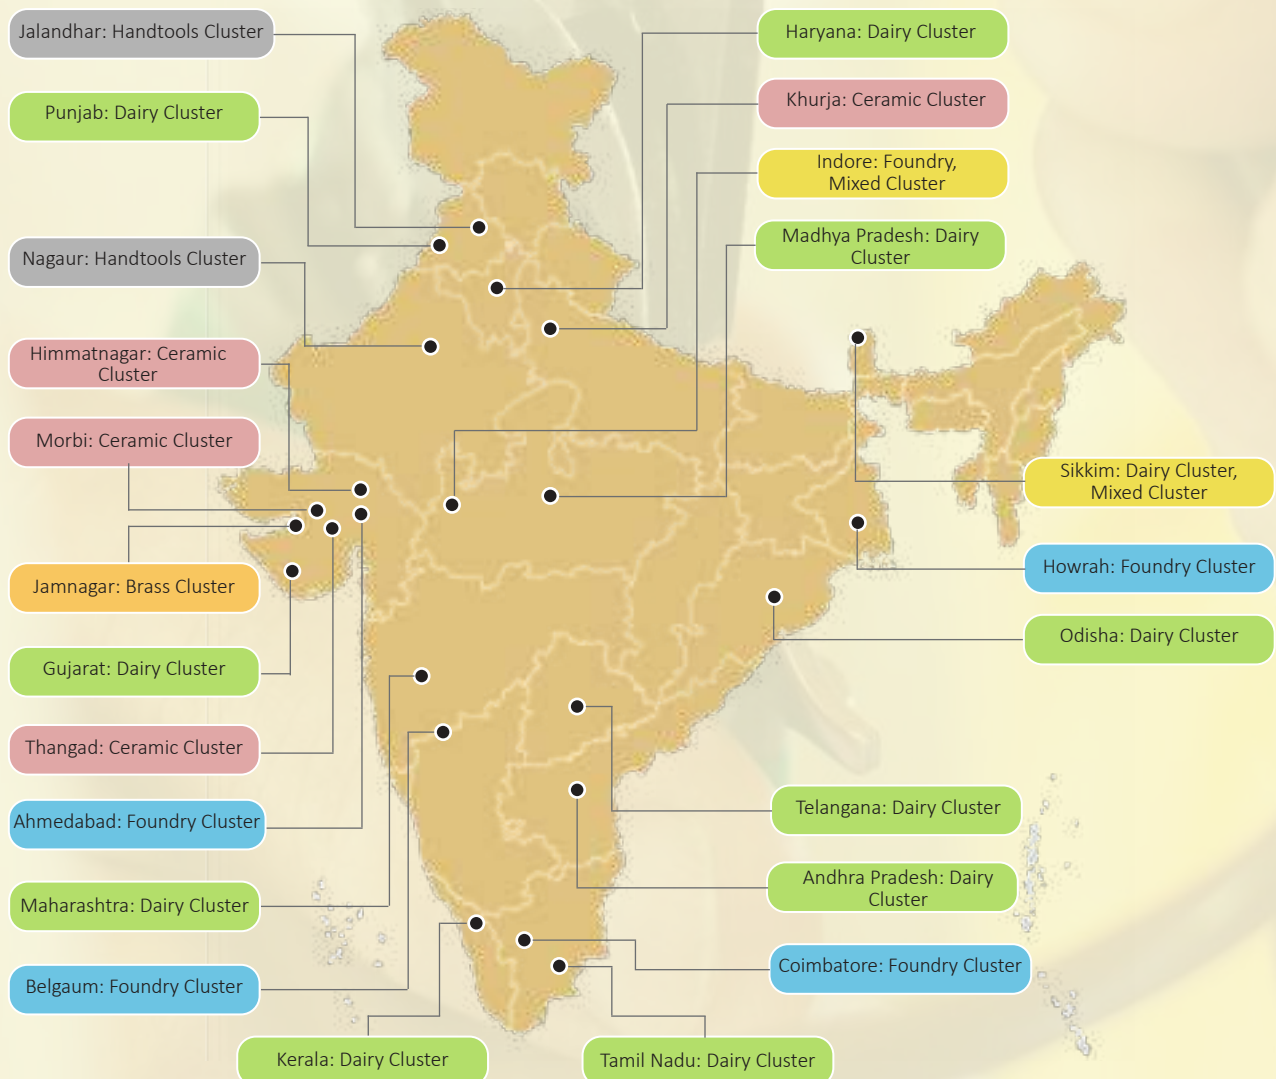 Jalandhar: Handtools Cluster
Punjab: Dairy Cluster
Nagaur: Handtools Cluster
Himmatnagar: Ceramic
Cluster
Morbi: Ceramic Cluster
Jamnagar: Brass Cluster
Gujarat: Dairy Cluster
Thangad: Ceramic Cluster
Ahmedabad: Foundry Cluster
Maharashtra: Dairy Cluster
Belgaum: Foundry Cluster
Kerala: Dairy Cluster
Tamil Nadu: Dairy Cluster
Haryana: Dairy Cluster
Khurja: Ceramic Cluster
Indore: Foundry,
Mixed Cluster
Madhya Pradesh: Dairy
Cluster
Sikkim: Dairy Cluster,
Mixed Cluster
Howrah: Foundry Cluster
Odisha: Dairy Cluster
Telangana: Dairy Cluster
Andhra Pradesh: Dairy
Cluster
Coimbatore: Foundry Cluster